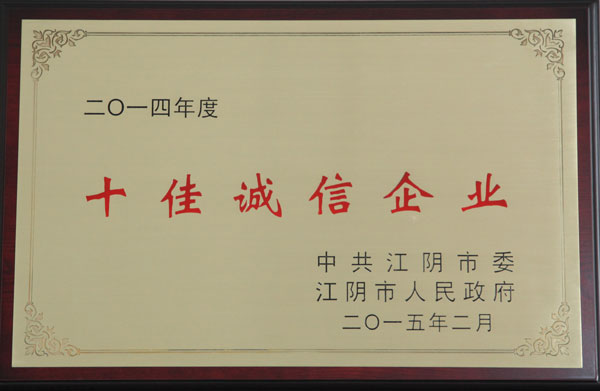 二〇一四年度
十佳诚信企业
中共江阴市委
江阴市人民政府
二〇一五年二月